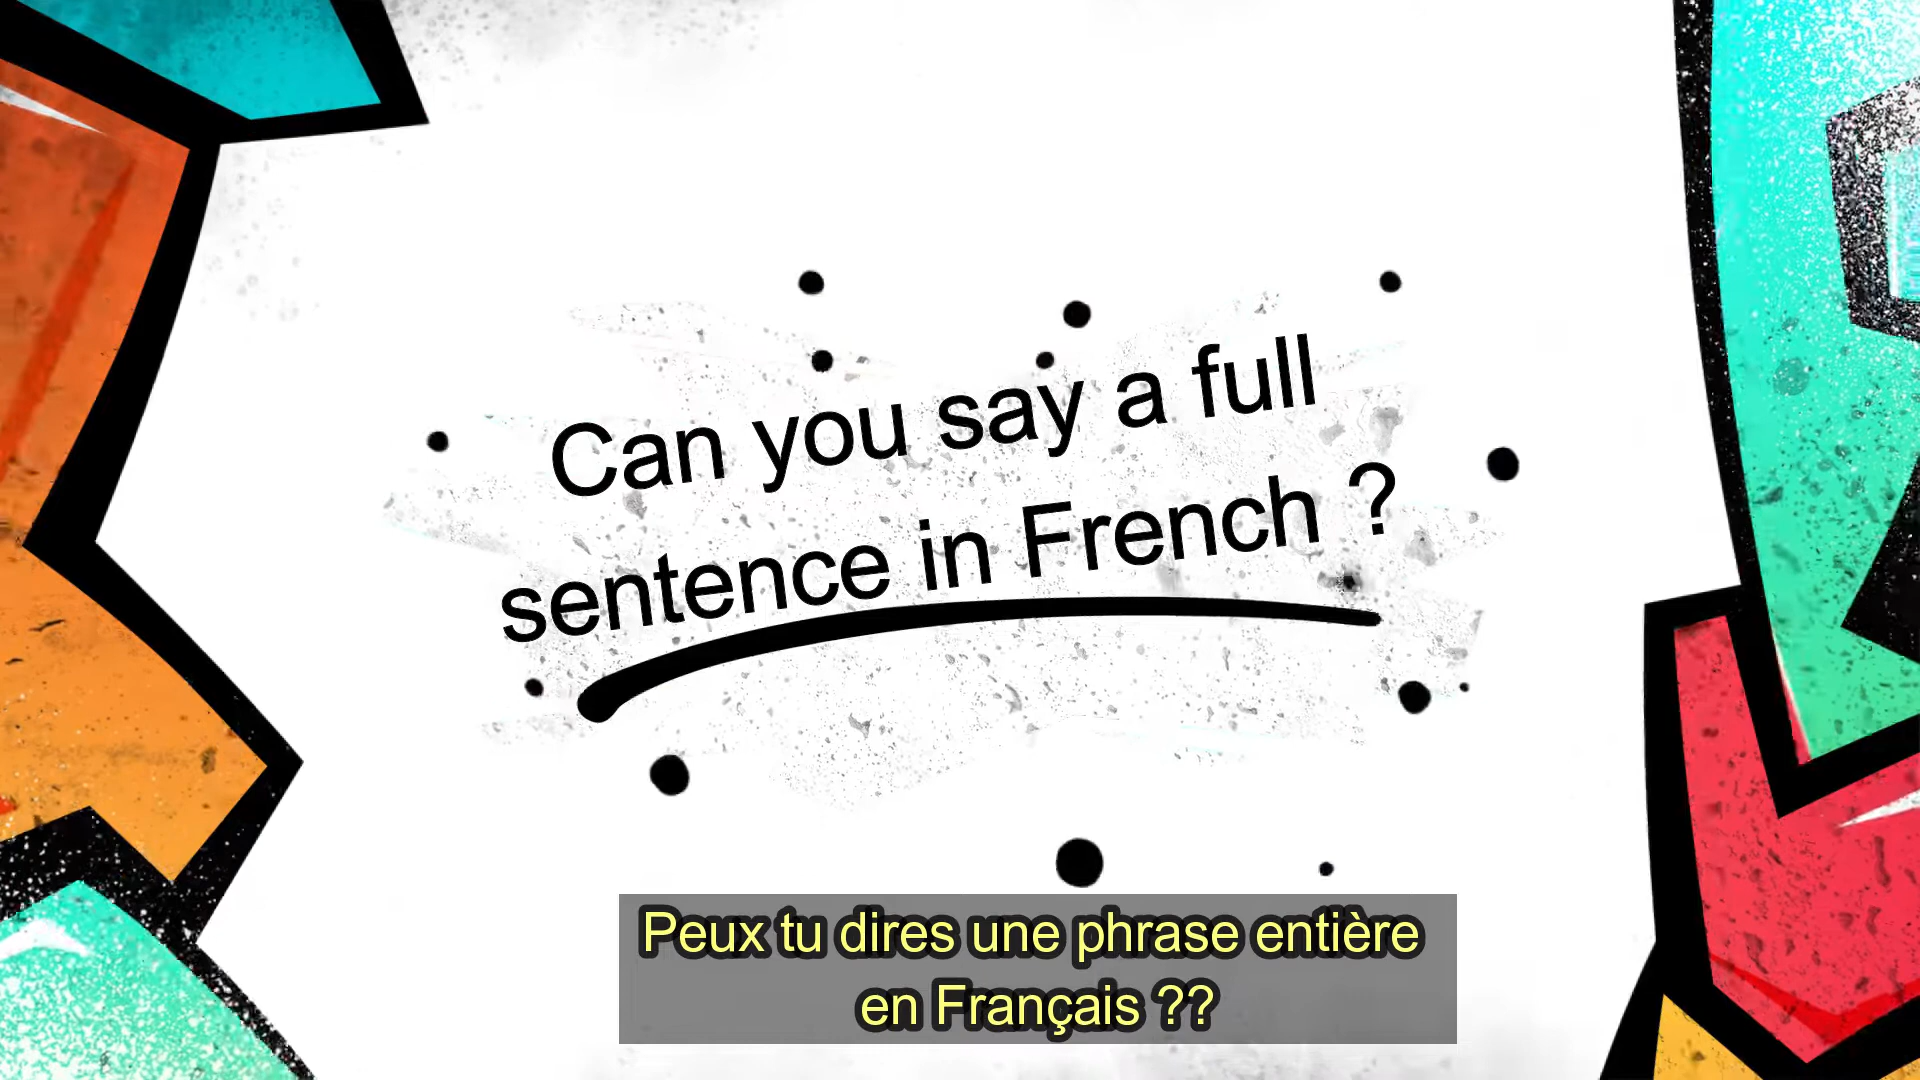 Can you say a full
sentence in French ?
Peux tu dires une phrase entière
en Français ??